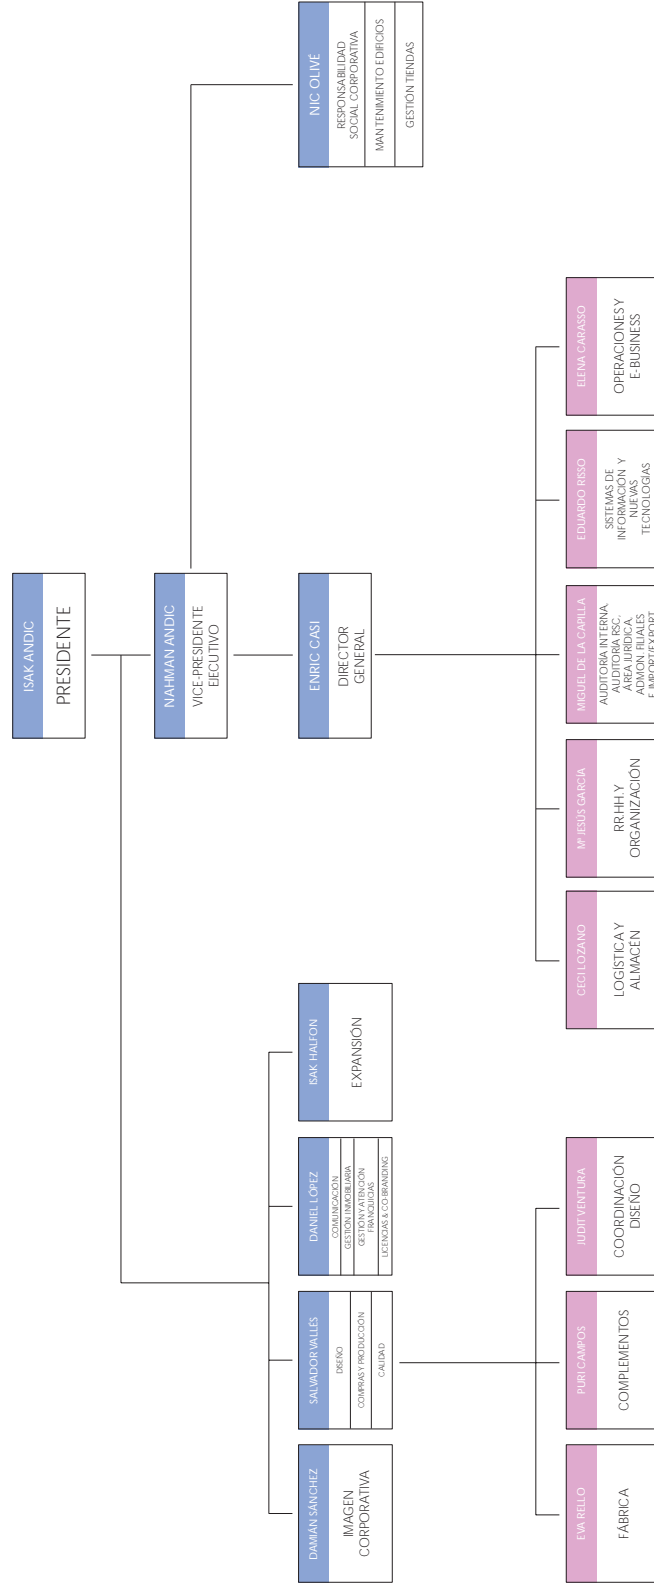 ISAK ANDIC
PRESIDENTE
NAHMAN ANDIC
VICE-PRESIDENTE
EJECUTIVO
DAMIÁN SÁNCHEZ
IMAGEN
CORPORATIVA
SALVADOR VALLÉS
DISEÑO
COMPRAS Y PRODUCCIÓN
CALIDAD
DANIEL LÓPEZ
COMUNICACIÓN
GESTIÓN INMOBILIARIA
GESTIÓN Y ATENCIÓN
FRANQUICIAS
LICENCIAS & CO-BRANDING
ISAK HALFON
EXPANSIÓN
ENRIC CASI
DIRECTOR
GENERAL
NIC OLIVÉ
RESPONSABILIDAD
SOCIAL CORPORATIVA
MANTENIMIENTO EDIFICIOS
GESTIÓN TIENDAS
EVA RELLO
FÁBRICA
PURI CAMPOS
COMPLEMENTOS
JUDIT VENTURA
COORDINACIÓN
DISEÑO
CECI LOZANO
LOGÍSTICA Y
ALMACÉN
Mª JESÚS GARCÍA
RR.HH. Y
ORGANIZACIÓN
MIGUEL DE LA CAPILLA
AUDITORÍA INTERNA,
AUDITORÍA RSC,
ÁREA JURÍDICA,
ADMON. FILIALES
E IMPORT/EXPORT
EDUARDO RISSO
SISTEMAS DE
INFORMACIÓN Y
NUEVAS
TECNOLOGÍAS
ELENA CARASSO
OPERACIONES Y
E-BUSINESS